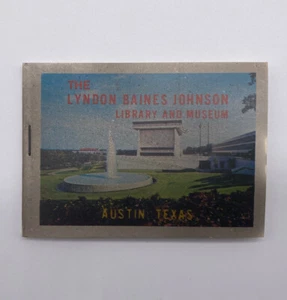 THE
LYNDON BAINES JOHNSON
LIBRARY AND MUSEUM
AUSTIN TEXAS